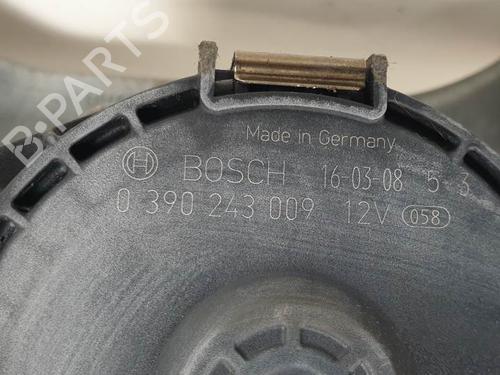 B-PARTS
Made in Germany
BOSCH 16-03-08 5-3
0 390 243 009 12V 058